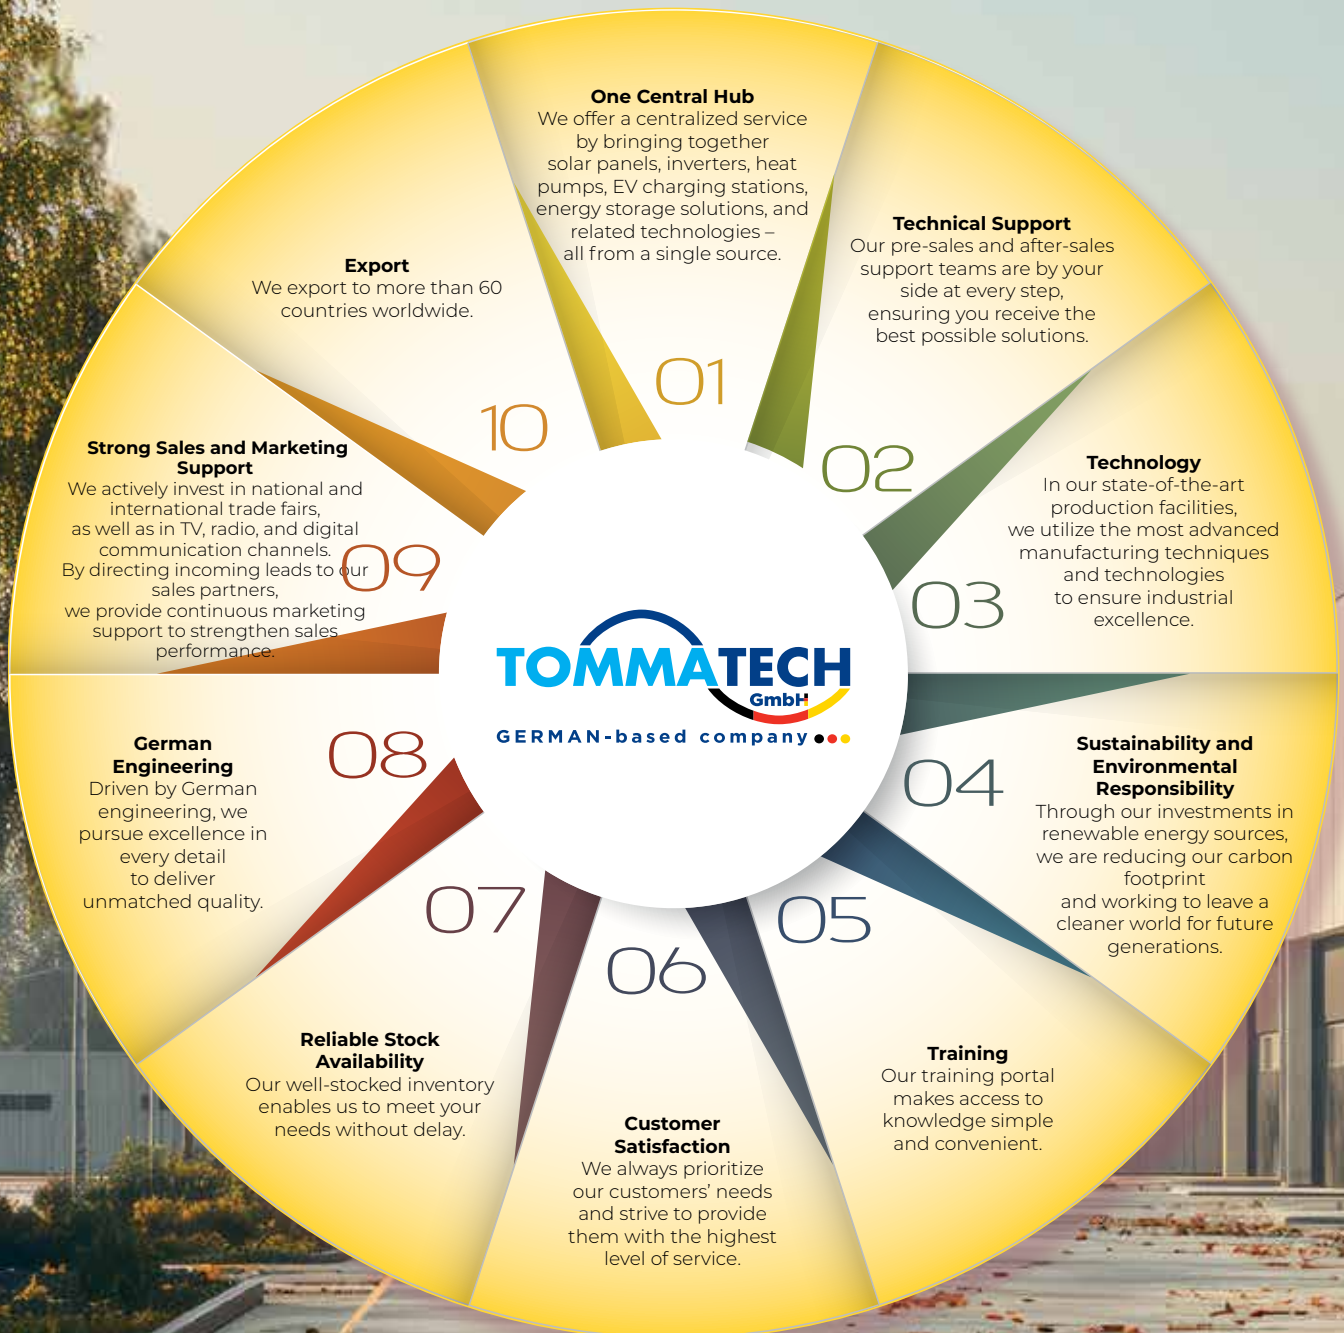 One Central Hub
We offer a centralized service
by bringing together
solar panels, inverters, heat
pumps, EV charging stations,
energy storage solutions, and
related technologies –
all from a single source.
01
Technical Support
Our pre-sales and after-sales
support teams are by your
side at every step,
ensuring you receive the
best possible solutions.
02
Technology
In our state-of-the-art
production facilities,
we utilize the most advanced
manufacturing techniques
and technologies
to ensure industrial
excellence.
03
Sustainability and
Environmental
Responsibility
Through our investments in
renewable energy sources,
we are reducing our carbon
footprint
and working to leave a
cleaner world for future
generations.
04
Training
Our training portal
makes access to
knowledge simple
and convenient.
05
Customer
Satisfaction
We always prioritize
our customers’ needs
and strive to provide
them with the highest
level of service.
06
Reliable Stock
Availability
Our well-stocked inventory
enables us to meet your
needs without delay.
07
German
Engineering
Driven by German
engineering, we
pursue excellence in
every detail
to deliver
unmatched quality.
08
Strong Sales and Marketing
Support
We actively invest in national and
international trade fairs,
as well as in TV, radio, and digital
communication channels.
By directing incoming leads to our
sales partners,
we provide continuous marketing
support to strengthen sales
performance.
09
Export
We export to more than 60
countries worldwide.
10
TOMMATECH
GmbH
GERMAN-based company